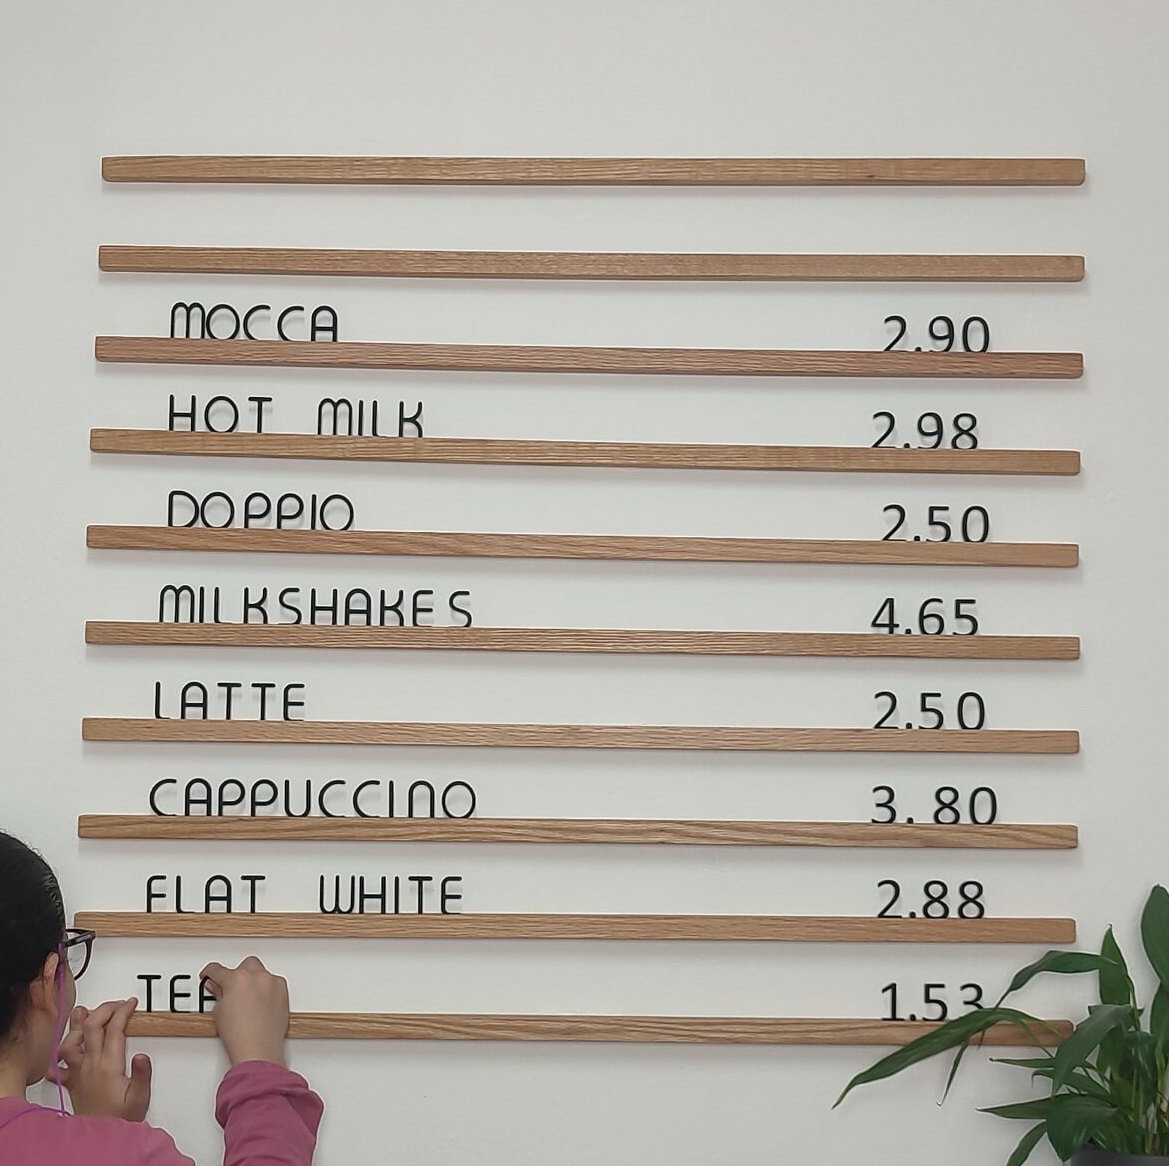 MOCCA 2.90
HOT MILK 2.98
DOPPIO 2.50
MILKSHAKES 4.65
LATTE 2.50
CAPPUCCINO 3.80
FLAT WHITE 2.88
TEA 1.53